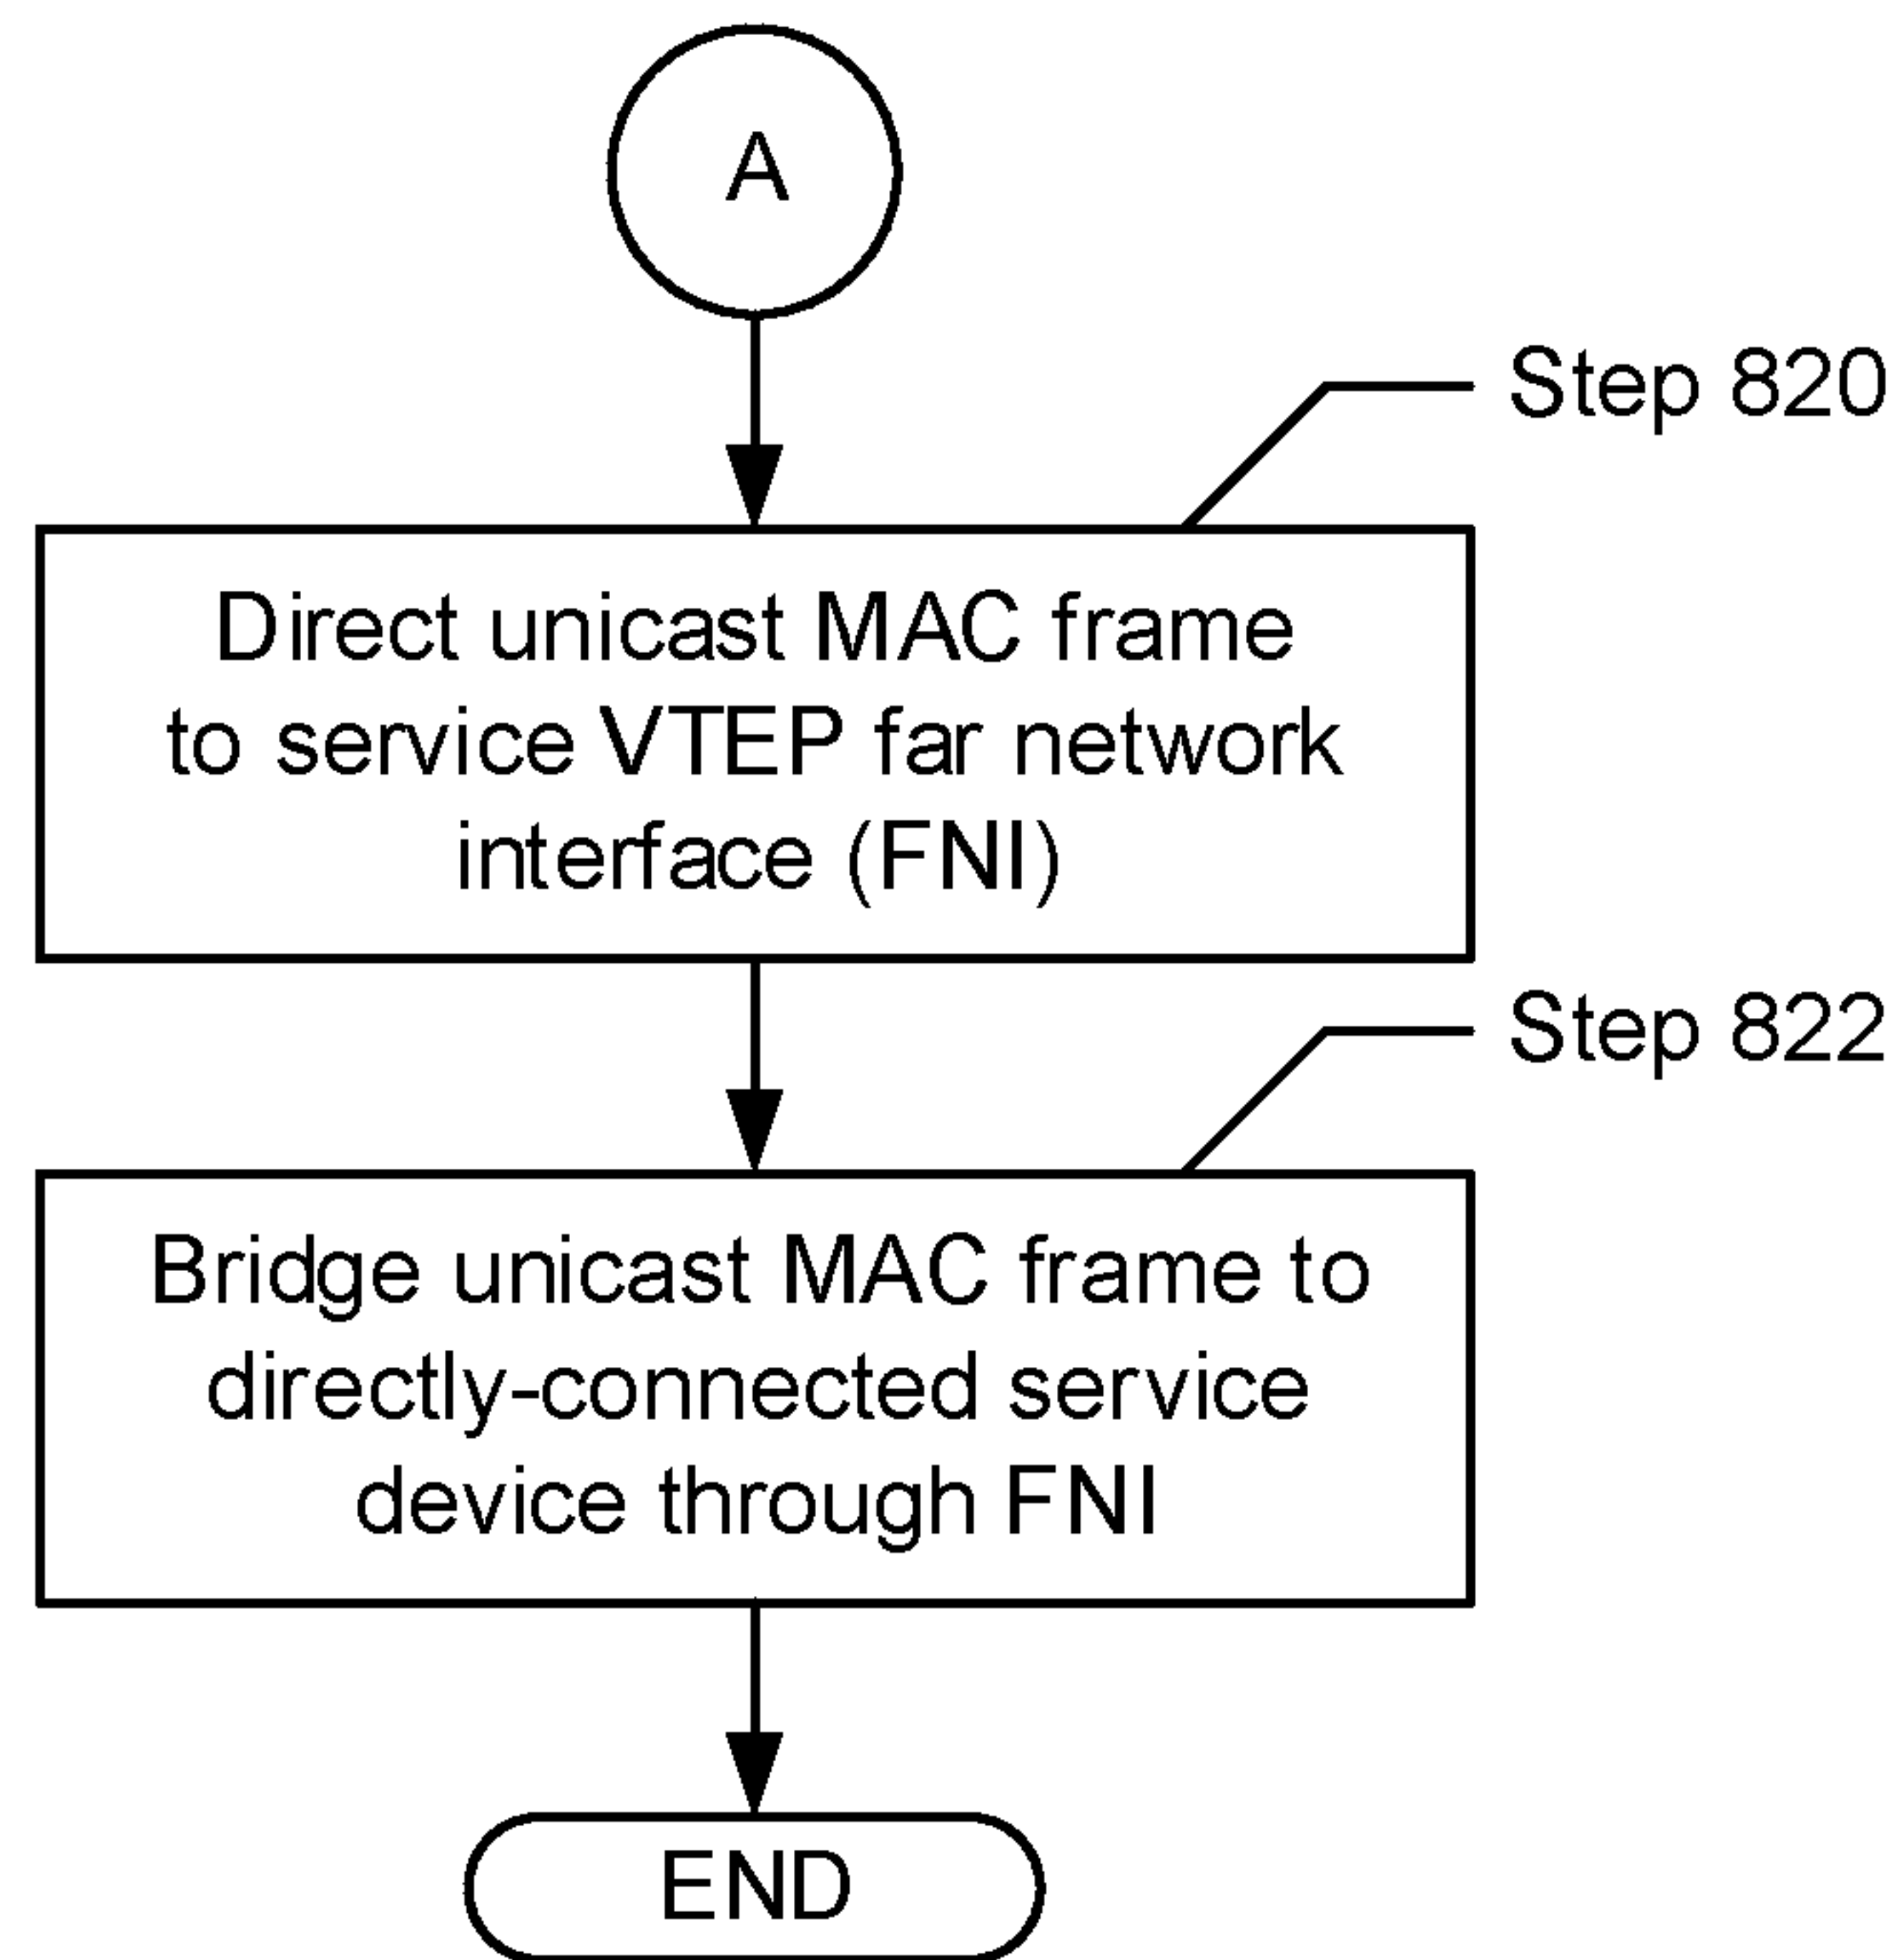 A
Step 820
Direct unicast MAC frame
to service VTEP far network
interface (FNI)
Step 822
Bridge unicast MAC frame to
directly-connected service
device through FNI
END